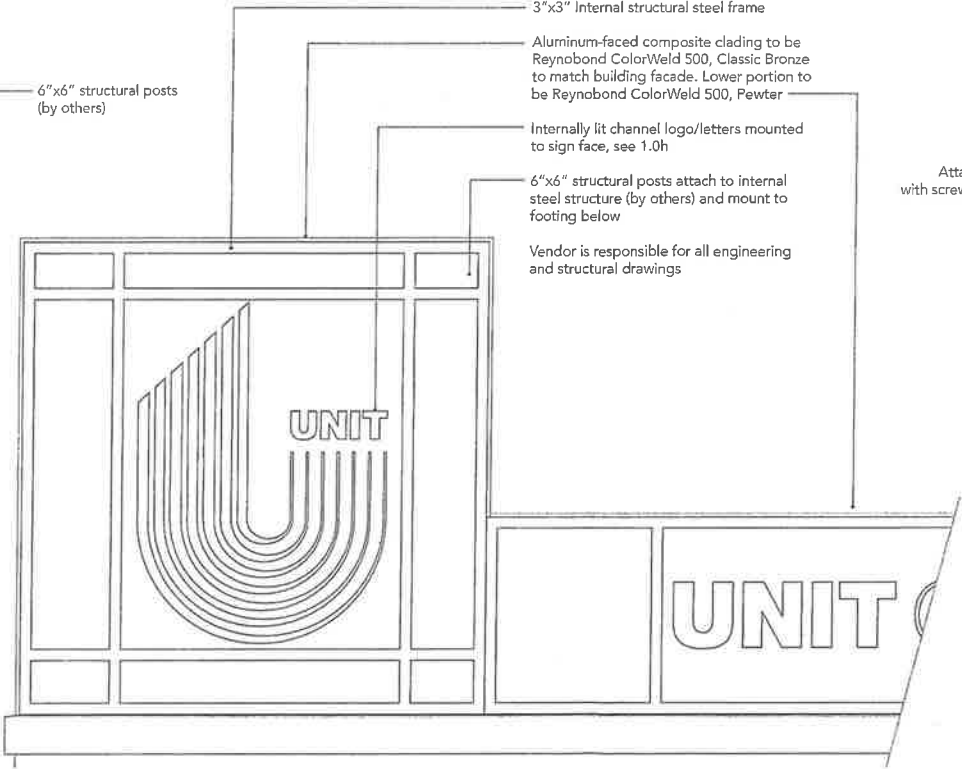 3"x3" Internal structural steel frame
Aluminum-faced composite clading to be
Reynobond ColorWeld 500, Classic Bronze
to match building facade. Lower portion to
be Reynobond ColorWeld 500, Pewter
6"x6" structural posts
(by others)
Internally lit channel logo/letters mounted
to sign face, see 1.0h
6"x6" structural posts attach to internal
steel structure (by others) and mount to
footing below
Vendor is responsible for all engineering
and structural drawings
with
UNIT
UNIT